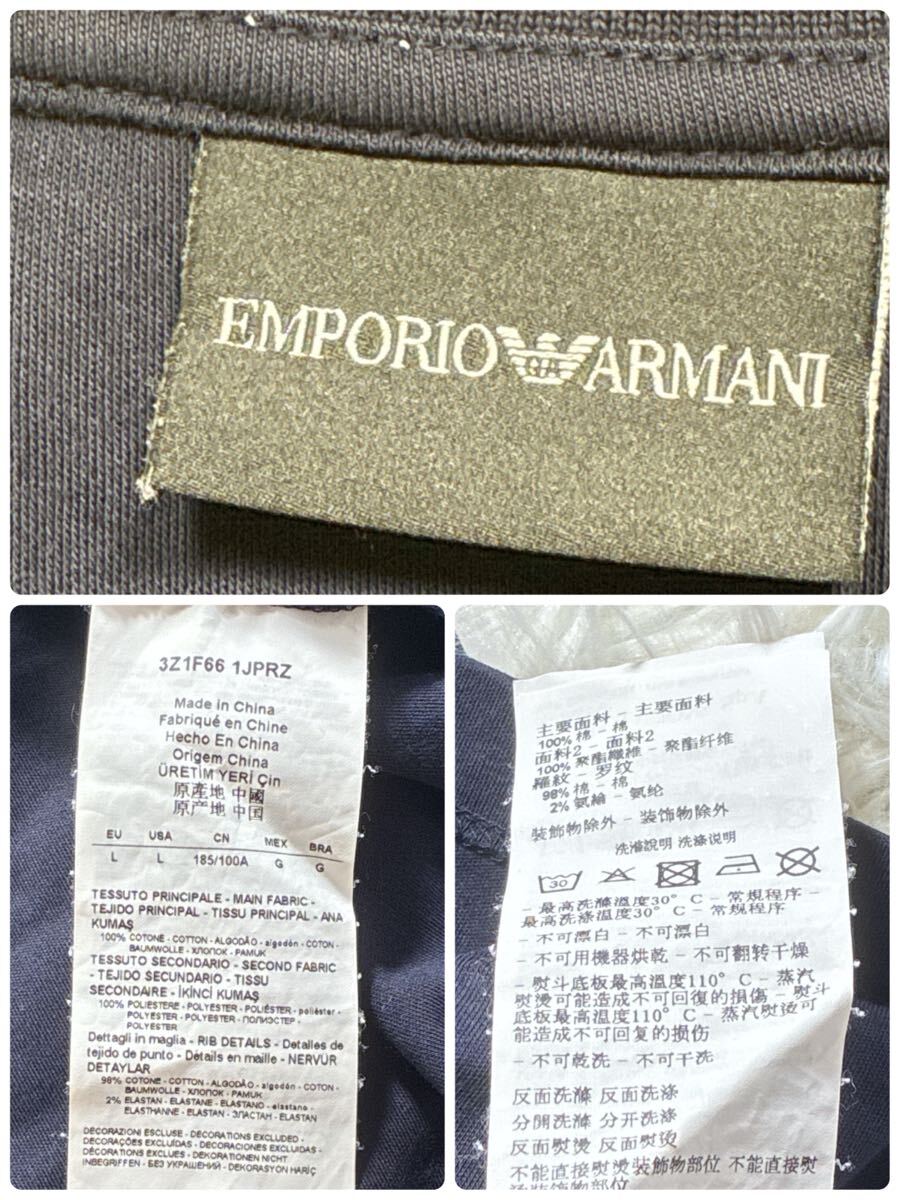 EMPORIO ARMANI
3Z1F66 1JPRZ
Made in China
Fabriqué en Chine
Hecho En China
Origem China
ÜRETIM YERİ Çin
原產地 中國
原产地 中国
EU USA CN MEX BRA
L L 185/100A G G
TESSUTO PRINCIPALE - MAIN FABRIC -
TEJIDO PRINCIPAL - TISSU PRINCIPAL - ANA
KUMAŞ
100% COTONE - COTTON - ALGODÃO - algodón - COTON -
BAUMWOLLE - ХЛОПОК - PAMUK
TESSUTO SECONDARIO - SECOND FABRIC
- TEJIDO SECUNDARIO - TISSU
SECONDAIRE - İKİNCİ KUMAŞ
100% POLIESTERE - POLYESTER - POLIÉSTER - poliéster -
POLYESTER - POLYESTER - ПОЛИЭСТЕР -
POLYESTER
Dettagli in maglia - RIB DETAILS - Detalles de
tejido de punto - Détails en maille - NERVÜR
DETAYLAR
98% COTONE - COTTON - ALGODÃO - algodón - COTON -
BAUMWOLLE - ХЛОПОК - PAMUK
2% ELASTAN - ELASTANE - ELASTANO - elastano -
ELASTHANNE - ELASTAN - ЭЛАСТАН - ELASTAN
DECORAZIONI ESCLUSE - DECORATIONS EXCLUDED -
DECORAÇÕES EXCLUÍDAS - DECORACIONES EXCLUIDAS -
DÉCORATIONS EXCLUES - DEKORATIONEN NICHT
INBEGRIFFEN - БЕЗ УКРАШЕНИЙ - DEKORASYON HARİÇ
主要面料 - 主要面料
100% 棉 - 棉
面料2 - 面料2
100% 聚酯纖維 - 聚酯纤维
羅紋 - 罗纹
98% 棉 - 棉
2% 氨綸 - 氨纶
装飾物除外 - 装饰物除外
洗滌說明 洗涤说明
30
- 最高洗滌溫度30° C - 常規程序 -
最高洗涤温度30° C - 常规程序
- 不可漂白 - 不可漂白
- 不可用機器烘乾 - 不可翻转干燥
- 熨斗底板最高溫度110° C - 蒸汽
熨燙可能造成不可回復的損傷 - 熨斗
底板最高温度110° C - 蒸汽熨烫可
能造成不可回复的损伤
- 不可乾洗 - 不可干洗
反面洗滌 反面洗涤
分開洗滌 分开洗涤
反面熨燙 反面熨烫
不能直接熨燙裝飾物部位 不能直接熨
烫装饰物部位